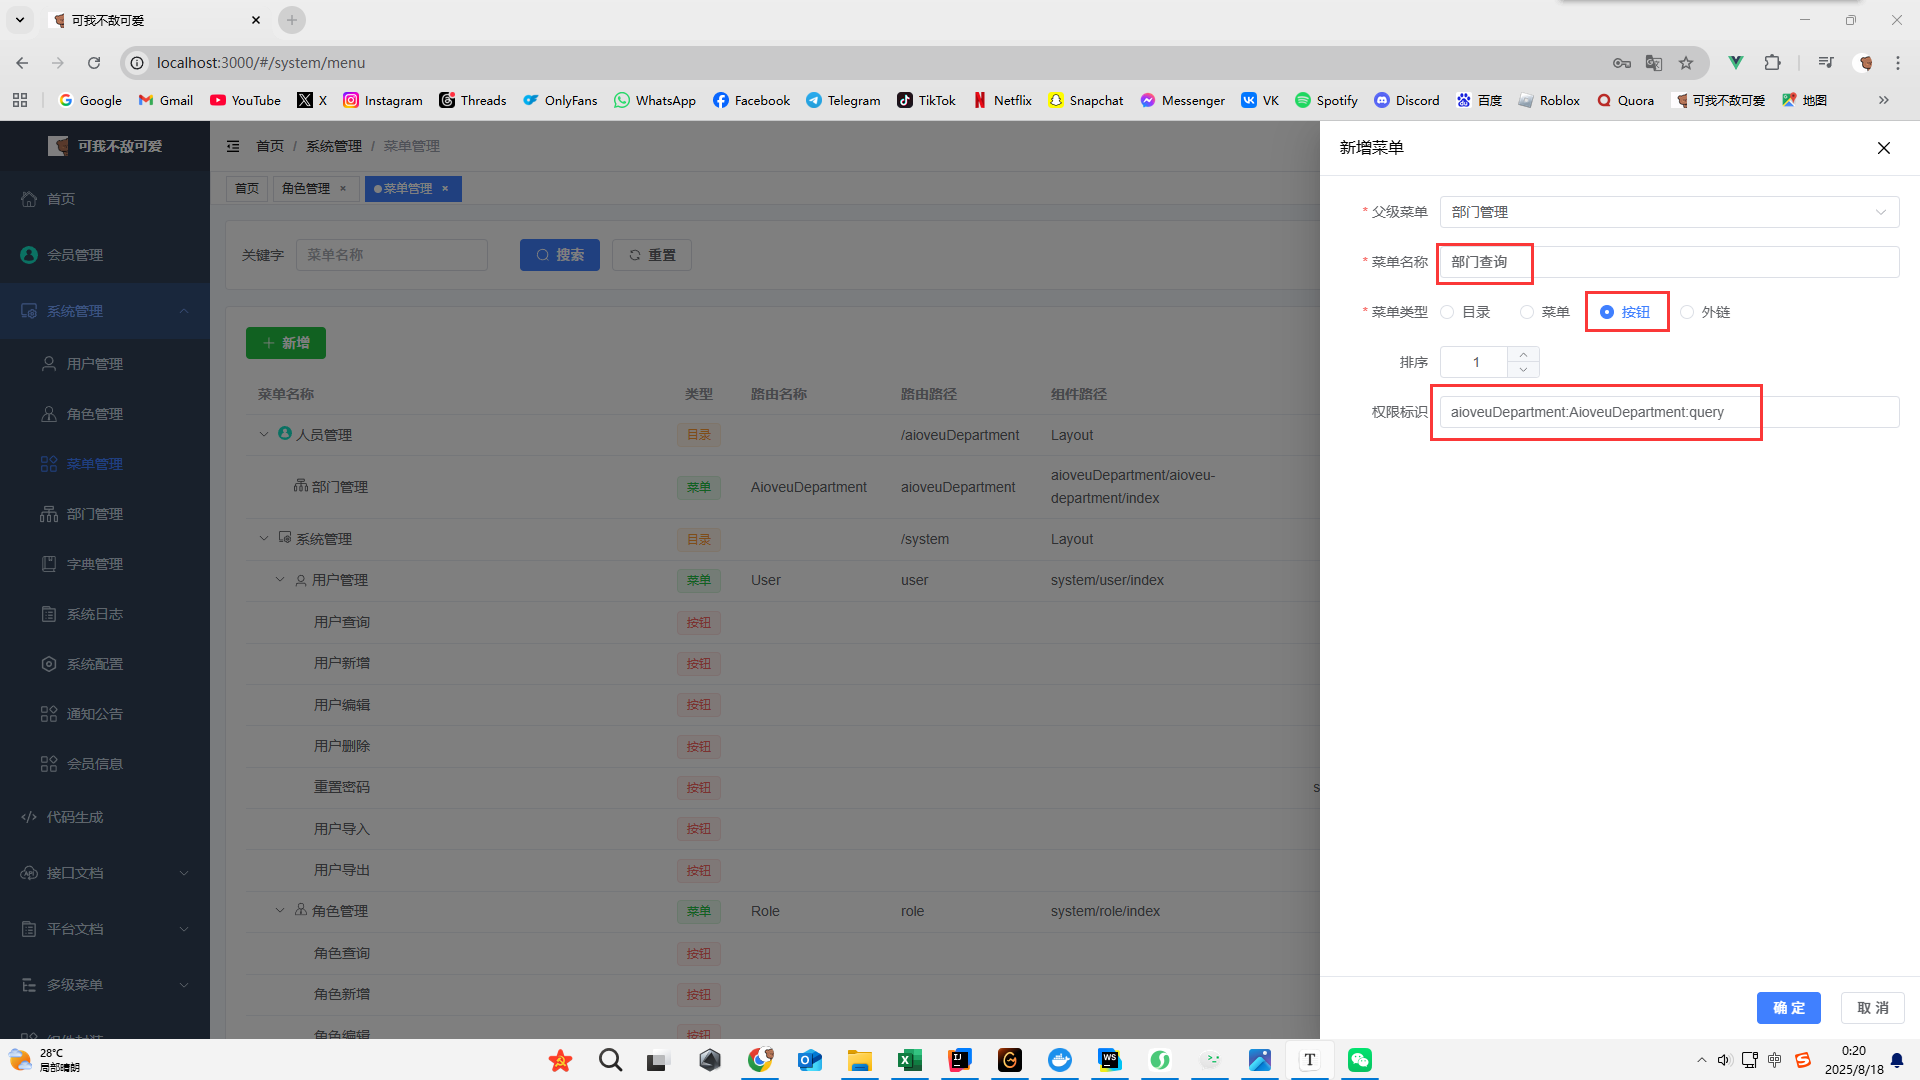 可我不敌可爱
localhost:3000/#/system/menu
Google Gmail YouTube X Instagram Threads OnlyFans WhatsApp Facebook Telegram TikTok Netflix Snapchat Messenger VK Spotify Discord 百度 Roblox Quora 可我不敌可爱 地图
可我不敌可爱
首页
会员管理
系统管理
用户管理
角色管理
菜单管理
部门管理
字典管理
系统日志
系统配置
通知公告
会员信息
代码生成
接口文档
平台文档
多级菜单
首页 / 系统管理 / 菜单管理
首页 角色管理 × 菜单管理 ×
关键字 菜单名称 搜索 重置
+ 新增
菜单名称 类型 路由名称 路由路径 组件路径
人员管理 目录 /aioveuDepartment Layout
部门管理 菜单 AioveuDepartment aioveuDepartment aioveuDepartment/aioveu-
department/index
系统管理 目录 /system Layout
用户管理 菜单 User user system/user/index
用户查询 按钮
用户新增 按钮
用户编辑 按钮
用户删除 按钮
重置密码 按钮 s
用户导入 按钮
用户导出 按钮
角色管理 菜单 Role role system/role/index
角色查询 按钮
角色新增 按钮
角色编辑 按钮
新增菜单
* 父级菜单 部门管理
* 菜单名称 部门查询
* 菜单类型 目录 菜单 按钮 外链
排序 1
权限标识 aioveuDepartment:AioveuDepartment:query
确 定 取 消
28°C
局部晴朗
中
0:20
2025/8/18